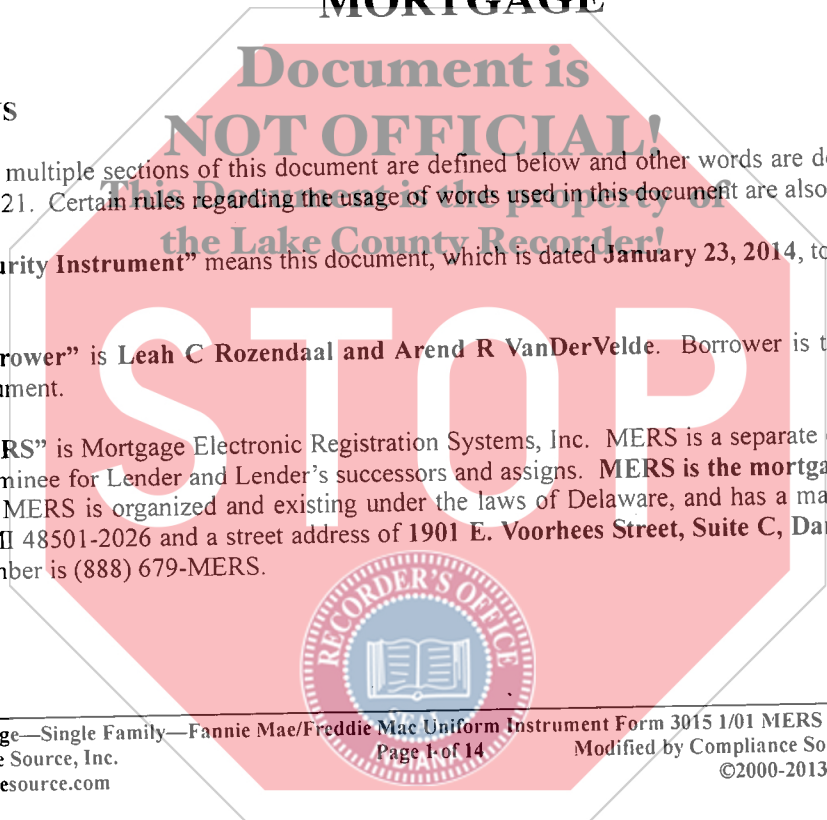 MORTGAGE
Document is
NOT OFFICIAL!
This Document is the property of
the Lake County Recorder!
STOP
multiple sections of this document are defined below and other words are
21. Certain rules regarding the usage of words used in this document are also
urity Instrument” means this document, which is dated January 23, 2014, to
rower” is Leah C Rozendaal and Arend R VanDerVelde. Borrower is t
ument.
RS” is Mortgage Electronic Registration Systems, Inc. MERS is a separate
minee for Lender and Lender’s successors and assigns. MERS is the mortga
MERS is organized and existing under the laws of Delaware, and has a ma
MI 48501-2026 and a street address of 1901 E. Voorhees Street, Suite C, Dan
mber is (888) 679-MERS.
RECORDER'S OFFICE
SEAL
INDIANA
ge—Single Family—Fannie Mae/Freddie Mac Uniform Instrument Form 3015 1/01 MERS
e Source, Inc. Page 1 of 14 Modified by Compliance So
esource.com ©2000-2013